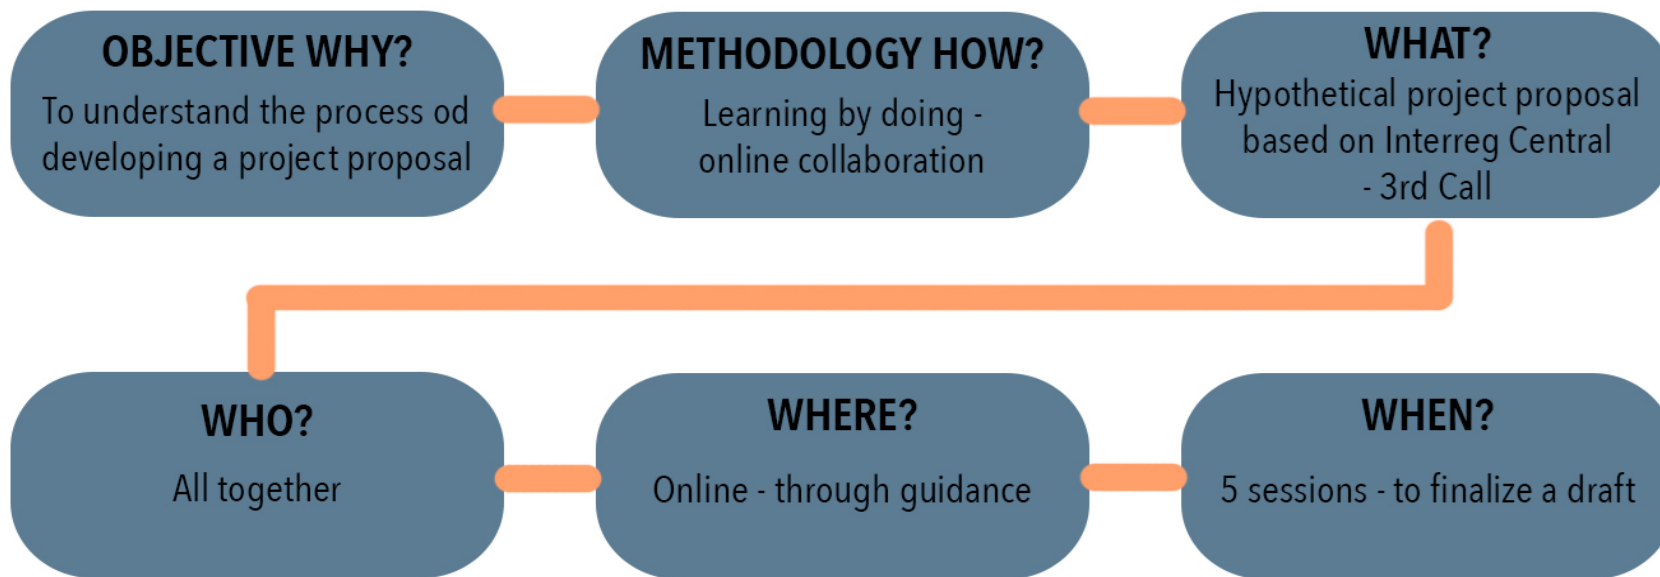 OBJECTIVE WHY?
To understand the process od
developing a project proposal
METHODOLOGY HOW?
Learning by doing -
online collaboration
WHAT?
Hypothetical project proposal
based on Interreg Central
- 3rd Call
WHO?
All together
WHERE?
Online - through guidance
WHEN?
5 sessions - to finalize a draft